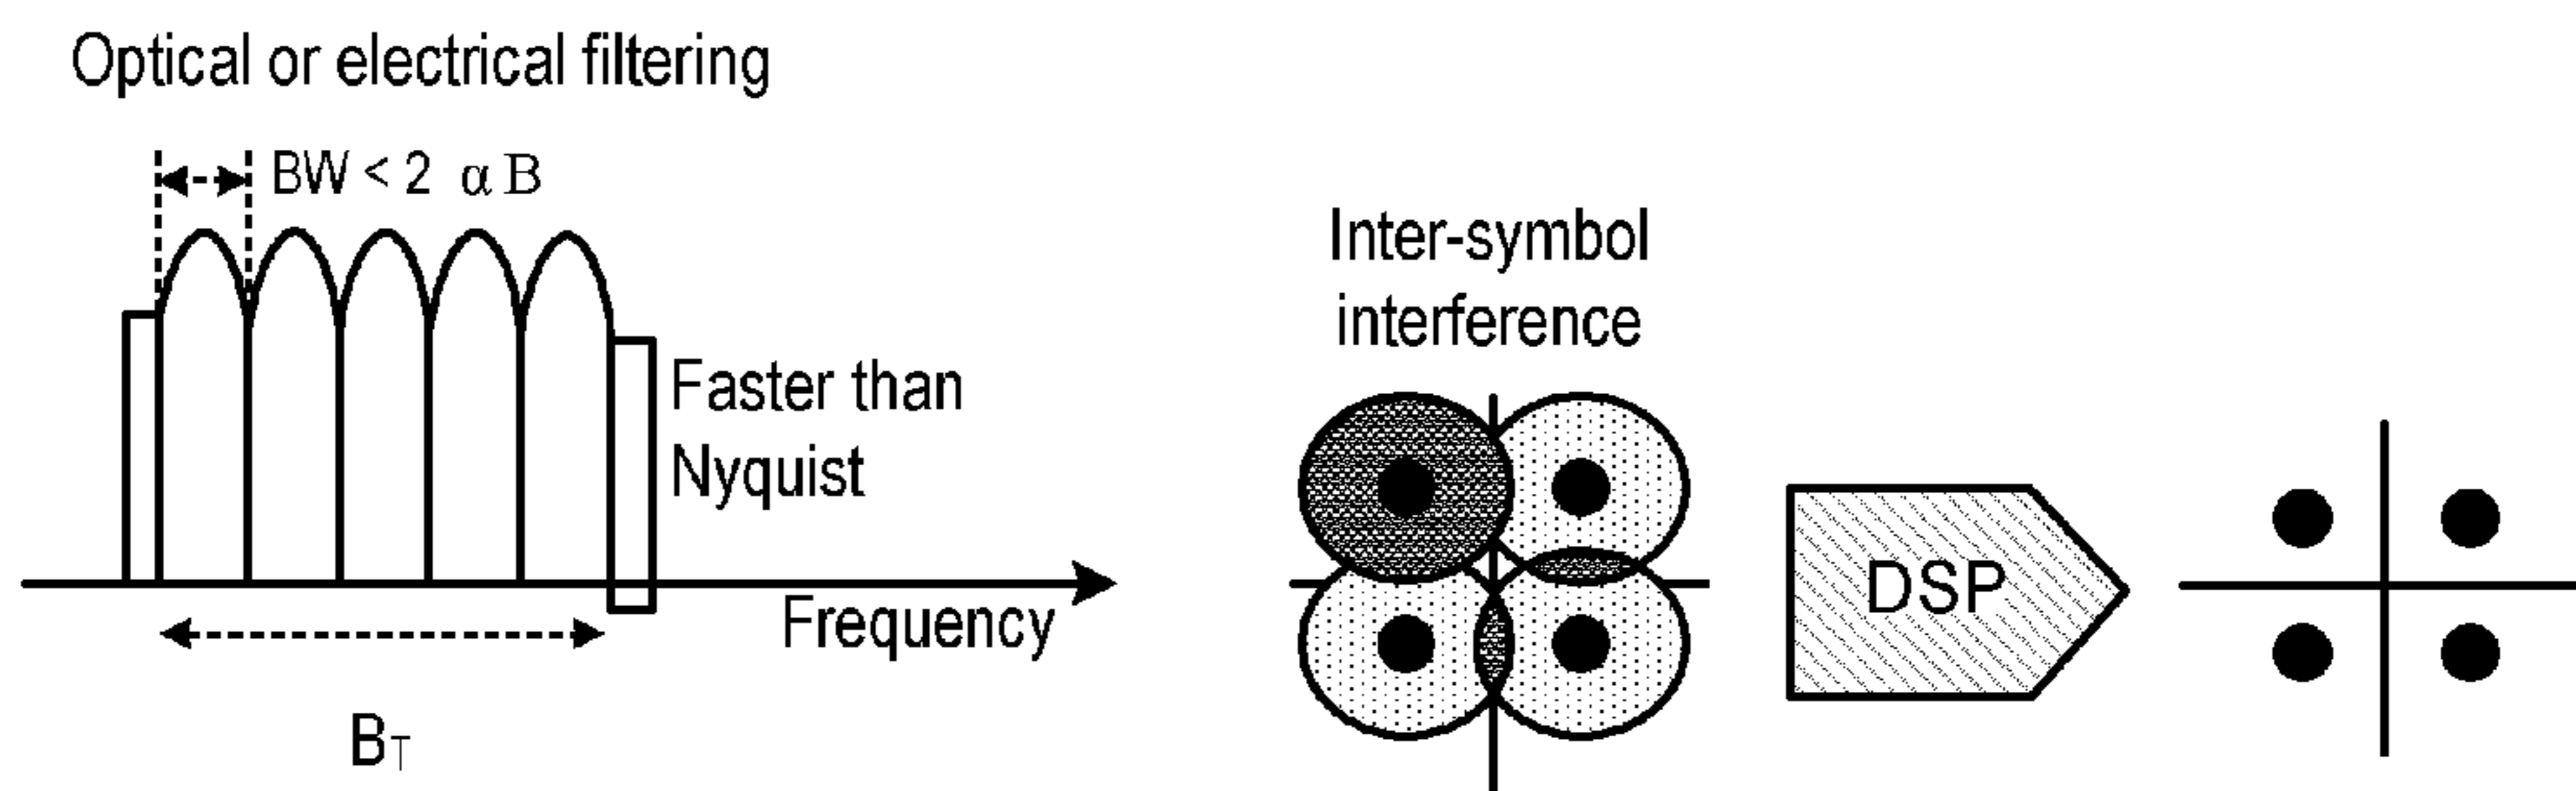 Optical or electrical filtering
BW < 2 α B
Faster than
Nyquist
Frequency
B_T
Inter-symbol
interference
DSP